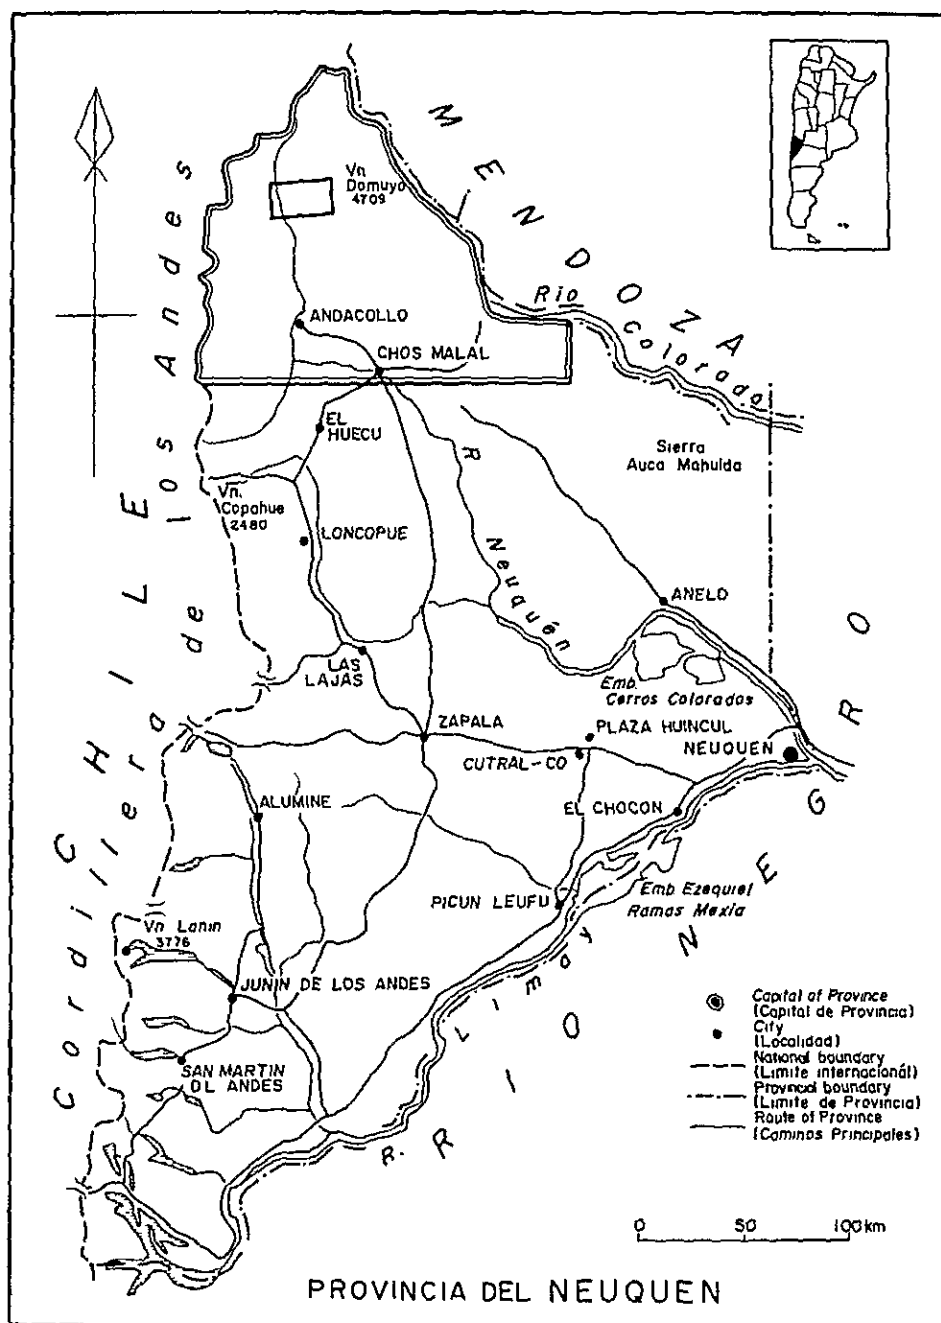 MENDOZA
Vn
Domuyo
4709
Río
Colorado
ANDACOLLO
CHOS MALAL
EL
HUECU
Sierra
Auca Mahuida
Vn.
Copahue
2480
LONCOPUE
R
Neuquén
ANELO
LAS
LAJAS
Emb.
Cerros Colorados
ZAPALA
PLAZA HUINCUL
NEUQUEN
CUTRAL-CO
ALUMINE
EL CHOCON
PICUN LEUFU
Emb Ezequiel
Ramas Mexia
Vn Lanin
3776
JUNIN DE LOS ANDES
SAN MARTIN
DL ANDES
CHILE
Cordillera de los Andes
R. Limay
RIO NEGRO
Capital of Province
(Capital de Provincia)
City
(Localidad)
National boundary
(Limite internacionál)
Provincial boundary
(Limite de Provincia)
Route of Province
(Caminos Principales)
0 50 100km
PROVINCIA DEL NEUQUEN